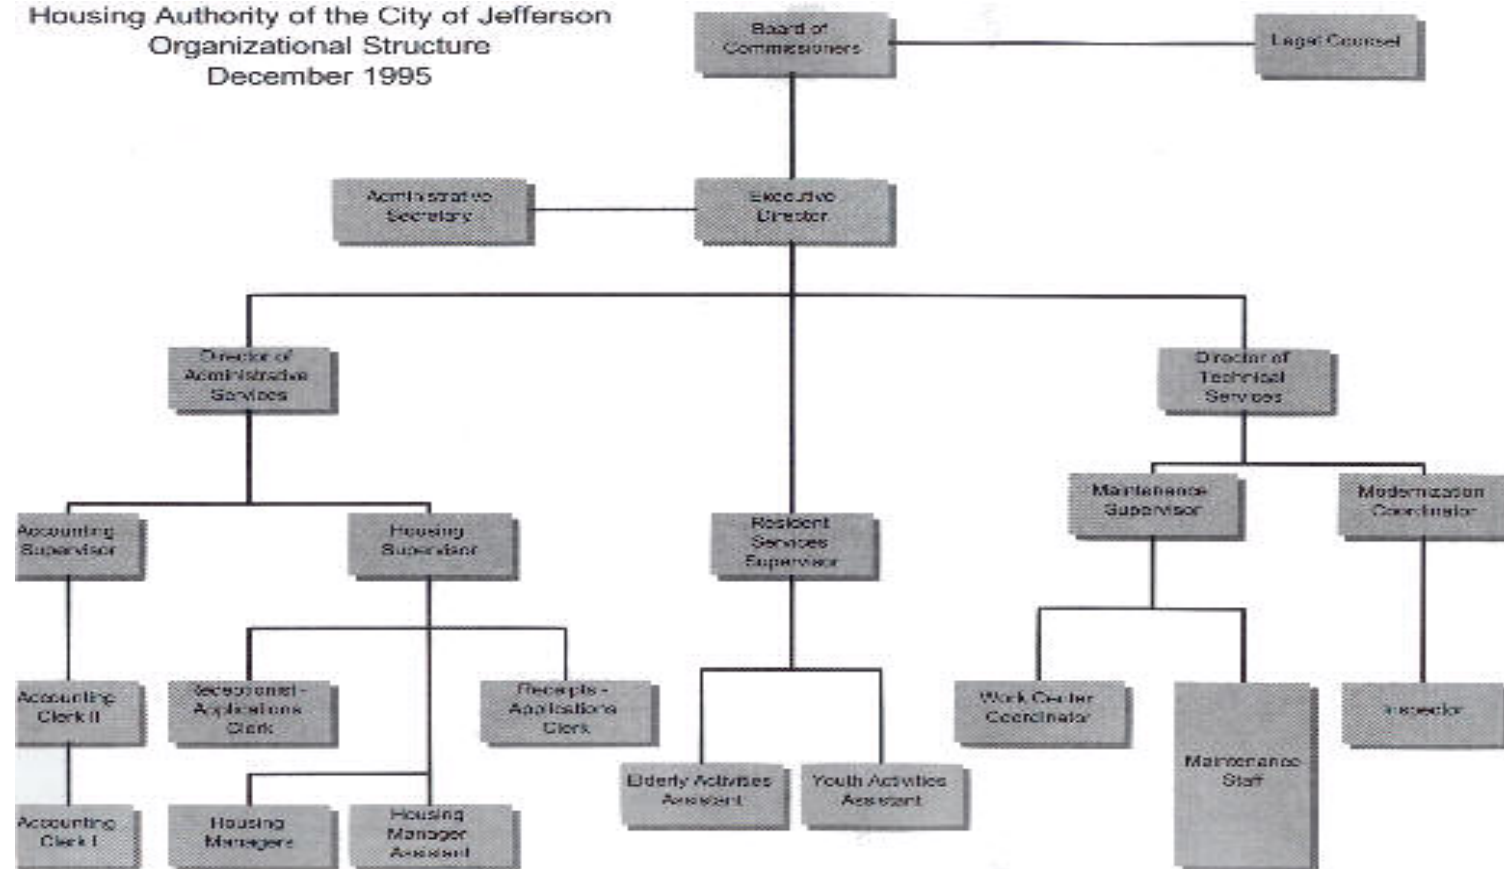 Housing Authority of the City of Jefferson
Organizational Structure
December 1995
Board of
Commissioners
Legal Counsel
Administrative
Secretary
Executive
Director
Director of
Administrative
Services
Director of
Technical
Services
Maintenance
Supervisor
Modernization
Coordinator
Accounting
Supervisor
Housing
Supervisor
Resident
Services
Supervisor
Accounting
Clerk II
Receptionist -
Applications
Clerk
Receipts -
Applications
Clerk
Work Center
Coordinator
Inspector
Maintenance
Staff
Elderly Activities
Assistant
Youth Activities
Assistant
Accounting
Clerk I
Housing
Managers
Housing
Manager
Assistant